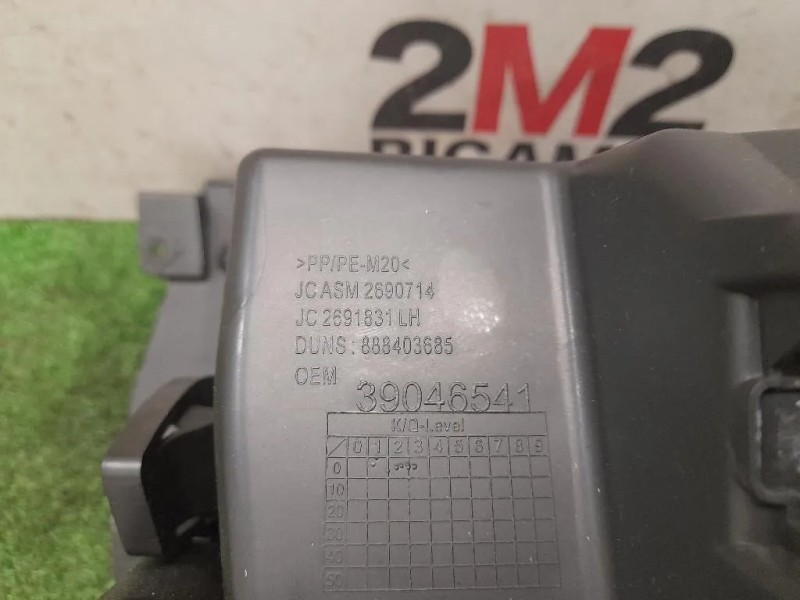 2M2
RICAM
>PP/PE-M20<
JC ASM 2690714
JC 2691831 LH
DUNS : 888403685
OEM 39046541
K/Q-Level
0 1 2 3 4 5 6 7 8 9
0
10
20
30
40
50